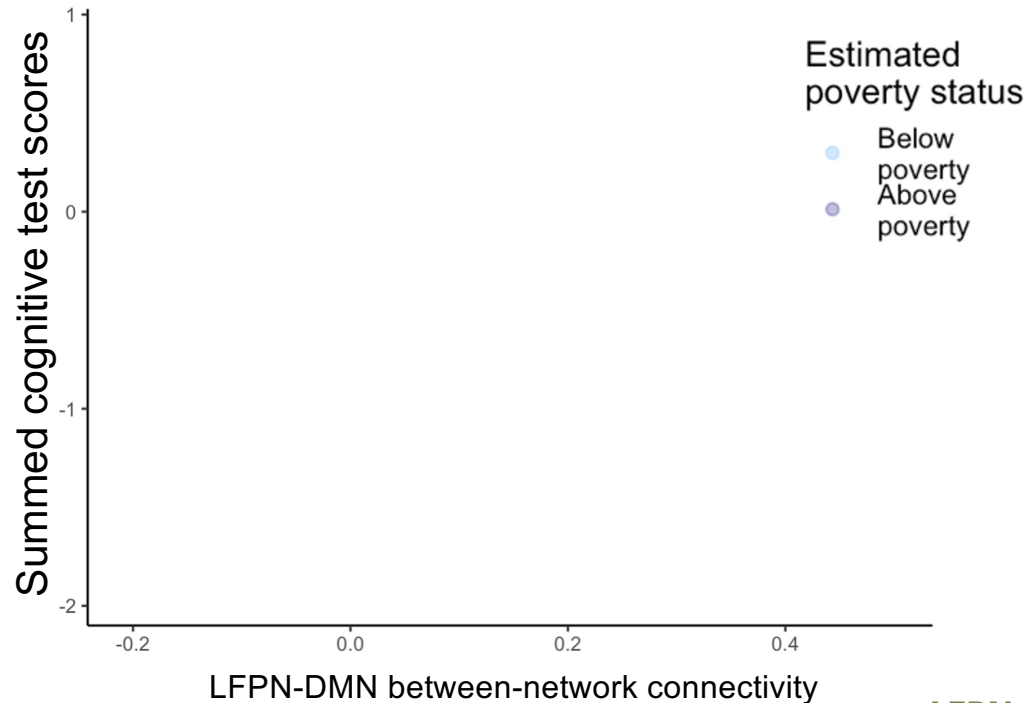 Summed cognitive test scores
1
0
-1
-2
-0.2
0.0
0.2
0.4
LFPN-DMN between-network connectivity
Estimated
poverty status
Below
poverty
Above
poverty